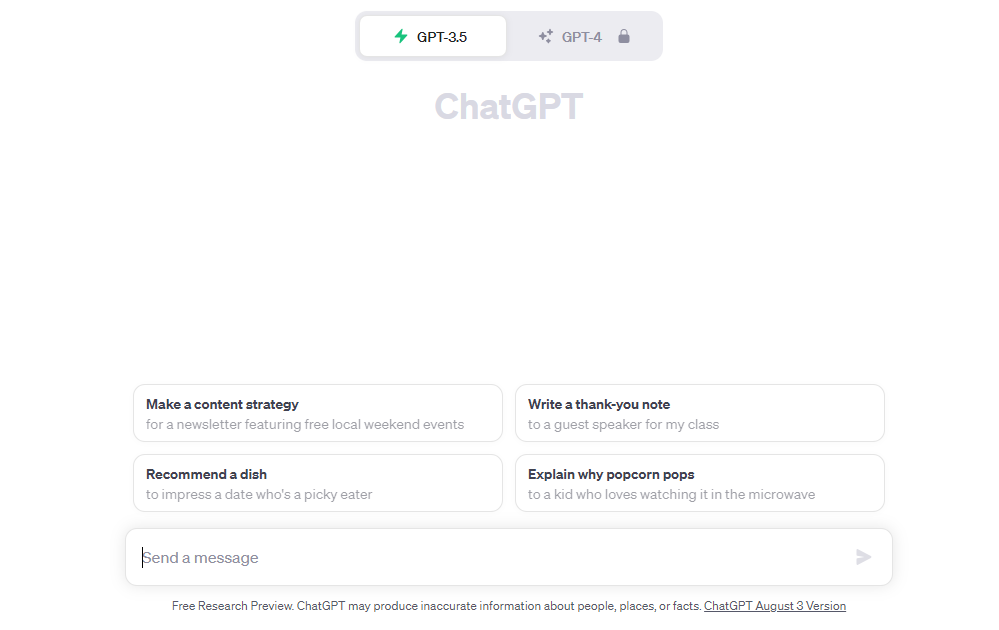 GPT-3.5 GPT-4
ChatGPT
Make a content strategy
for a newsletter featuring free local weekend events
Write a thank-you note
to a guest speaker for my class
Recommend a dish
to impress a date who's a picky eater
Explain why popcorn pops
to a kid who loves watching it in the microwave
Send a message
Free Research Preview. ChatGPT may produce inaccurate information about people, places, or facts. ChatGPT August 3 Version